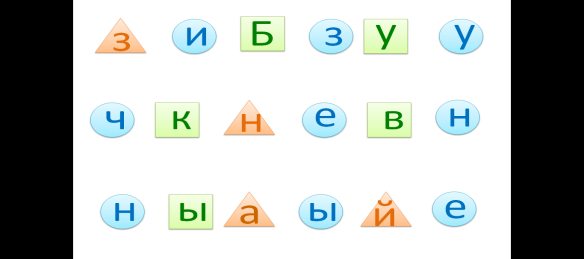 з и Б з у у
ч к н е в н
н ы а ы й е